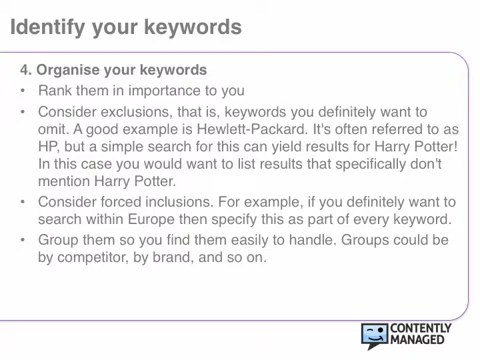 Identify your keywords
4. Organise your keywords
• Rank them in importance to you
• Consider exclusions, that is, keywords you definitely want to
omit. A good example is Hewlett-Packard. It's often referred to as
HP, but a simple search for this can yield results for Harry Potter!
In this case you would want to list results that specifically don't
mention Harry Potter.
• Consider forced inclusions. For example, if you definitely want to
search within Europe then specify this as part of every keyword.
• Group them so you find them easily to handle. Groups could be
by competitor, by brand, and so on.
CONTENTLY
MANAGED